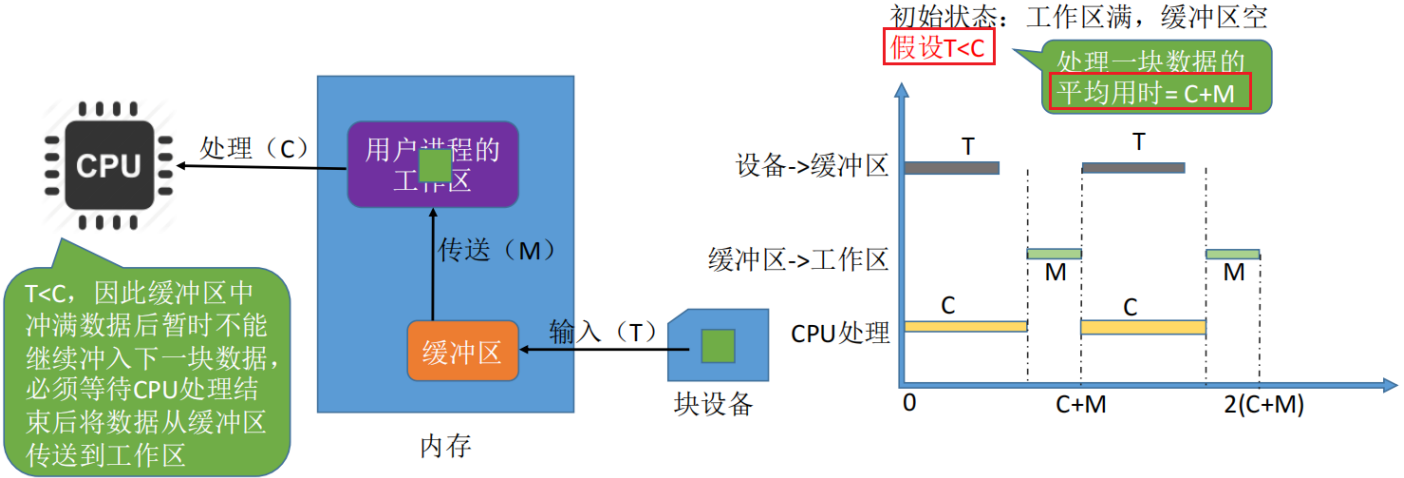 CPU
处理（C）
用户进程的
工作区
传送（M）
缓冲区
输入（T）
块设备
内存
T<C，因此缓冲区中
冲满数据后暂时不能
继续冲入下一块数据，
必须等待CPU处理结
束后将数据从缓冲区
传送到工作区
初始状态：工作区满，缓冲区空
假设T<C
处理一块数据的
平均用时= C+M
设备->缓冲区
T
T
缓冲区->工作区
M
M
CPU处理
C
C
0
C+M
2(C+M)